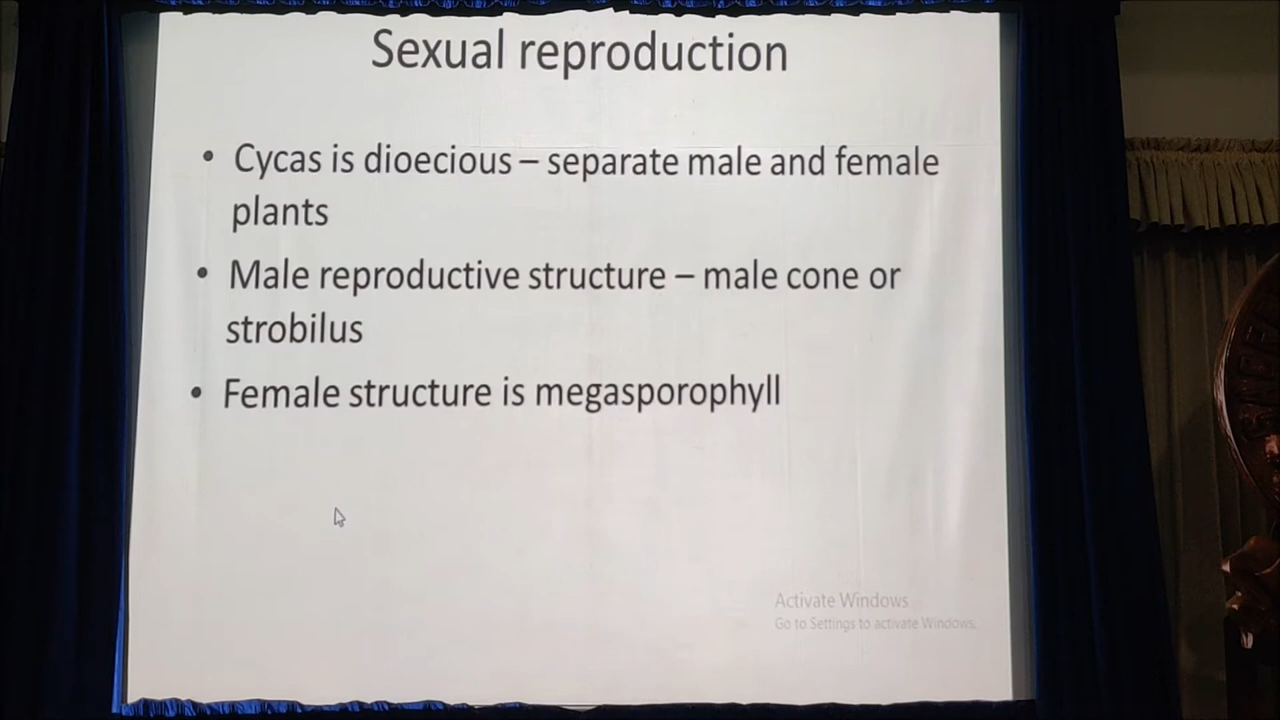 Sexual reproduction
• Cycas is dioecious – separate male and female
plants
• Male reproductive structure – male cone or
strobilus
• Female structure is megasporophyll
Activate Windows
Go to Settings to activate Windows.